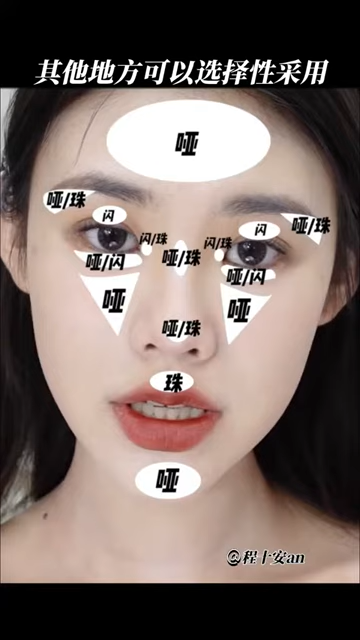 其他地方可以选择性采用
哑
哑/珠
闪
闪
哑/珠
闪/珠
哑/珠
闪/珠
哑/闪
哑/闪
哑
哑
哑/珠
珠
哑
@程十安an